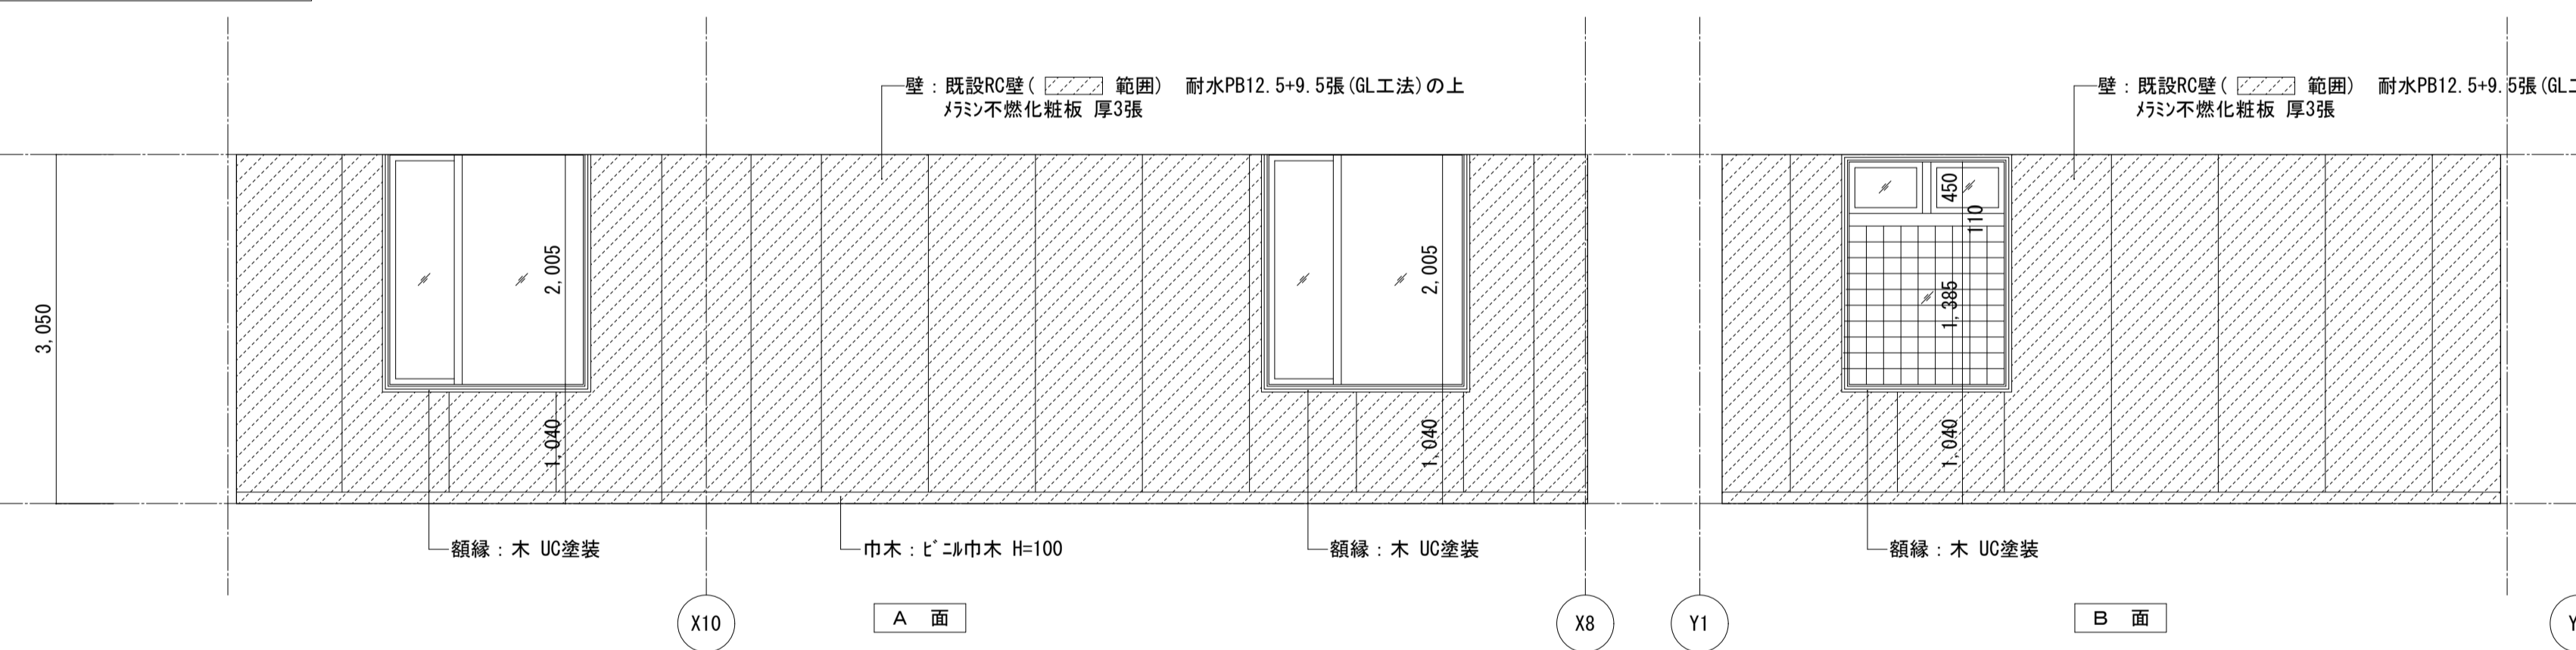 壁：既設RC壁( 範囲) 耐水PB12.5+9.5張(GL工法)の上
ﾒﾗﾐﾝ不燃化粧板 厚3張
壁：既設RC壁( 範囲) 耐水PB12.5+9.5張(GL
ﾒﾗﾐﾝ不燃化粧板 厚3張
3,050
2,005
1,040
2,005
1,040
450
110
1,385
1,040
額縁：木 UC塗装
巾木：ﾋﾞﾆﾙ巾木 H=100
額縁：木 UC塗装
額縁：木 UC塗装
X10
A 面
X8
Y1
B 面